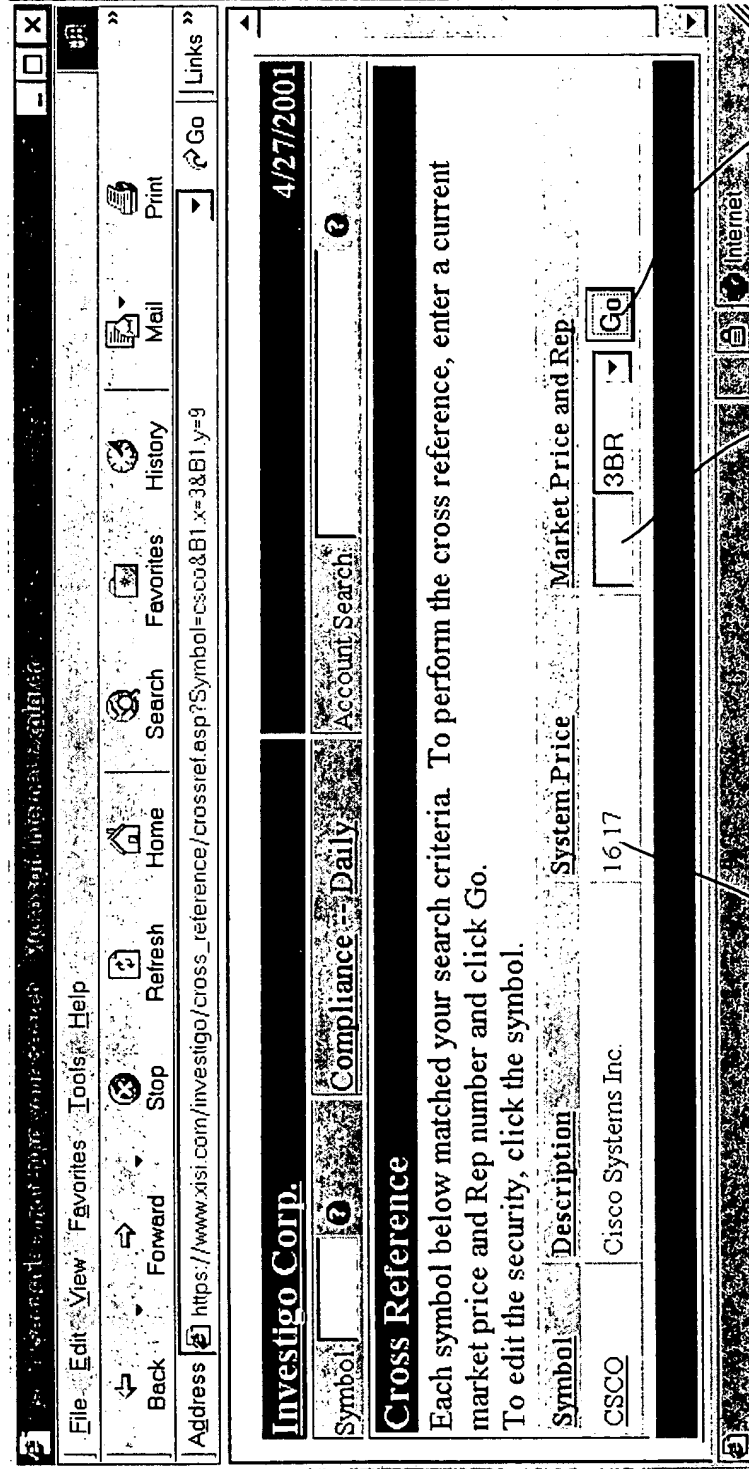 File Edit View Favorites Tools Help
Back Forward Stop Refresh Home Search Favorites History Mail Print
Address https://www.xisi.com/investigo/cross_reference/crossref.asp?Symbol=csco&B1.x=3&B1.y=9 Go Links
Investigo Corp. 4/27/2001
Symbol Compliance -- Daily Account Search
Cross Reference
Each symbol below matched your search criteria. To perform the cross reference, enter a current
market price and Rep number and click Go.
To edit the security, click the symbol.
Symbol Description System Price Market Price and Rep
CSCO Cisco Systems Inc. 16.17 3BR Go
Internet